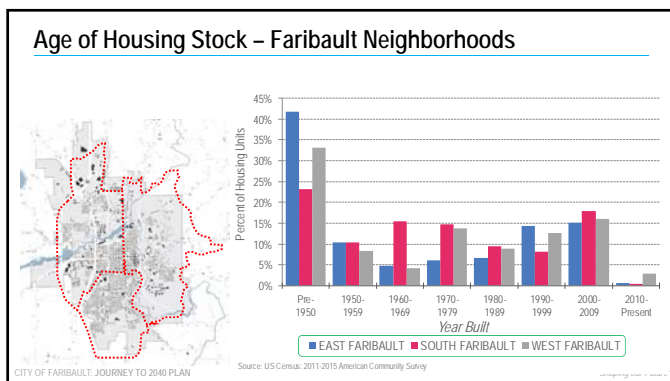 Age of Housing Stock – Faribault Neighborhoods
45%
40%
35%
30%
25%
20%
15%
10%
5%
0%
Percent of Housing Units
Pre-
1950
1950-
1959
1960-
1969
1970-
1979
1980-
1989
1990-
1999
2000-
2009
2010-
Present
Year Built
EAST FARIBAULT
SOUTH FARIBAULT
WEST FARIBAULT
Source: US Census: 2011-2015 American Community Survey
CITY OF FARIBAULT: JOURNEY TO 2040 PLAN